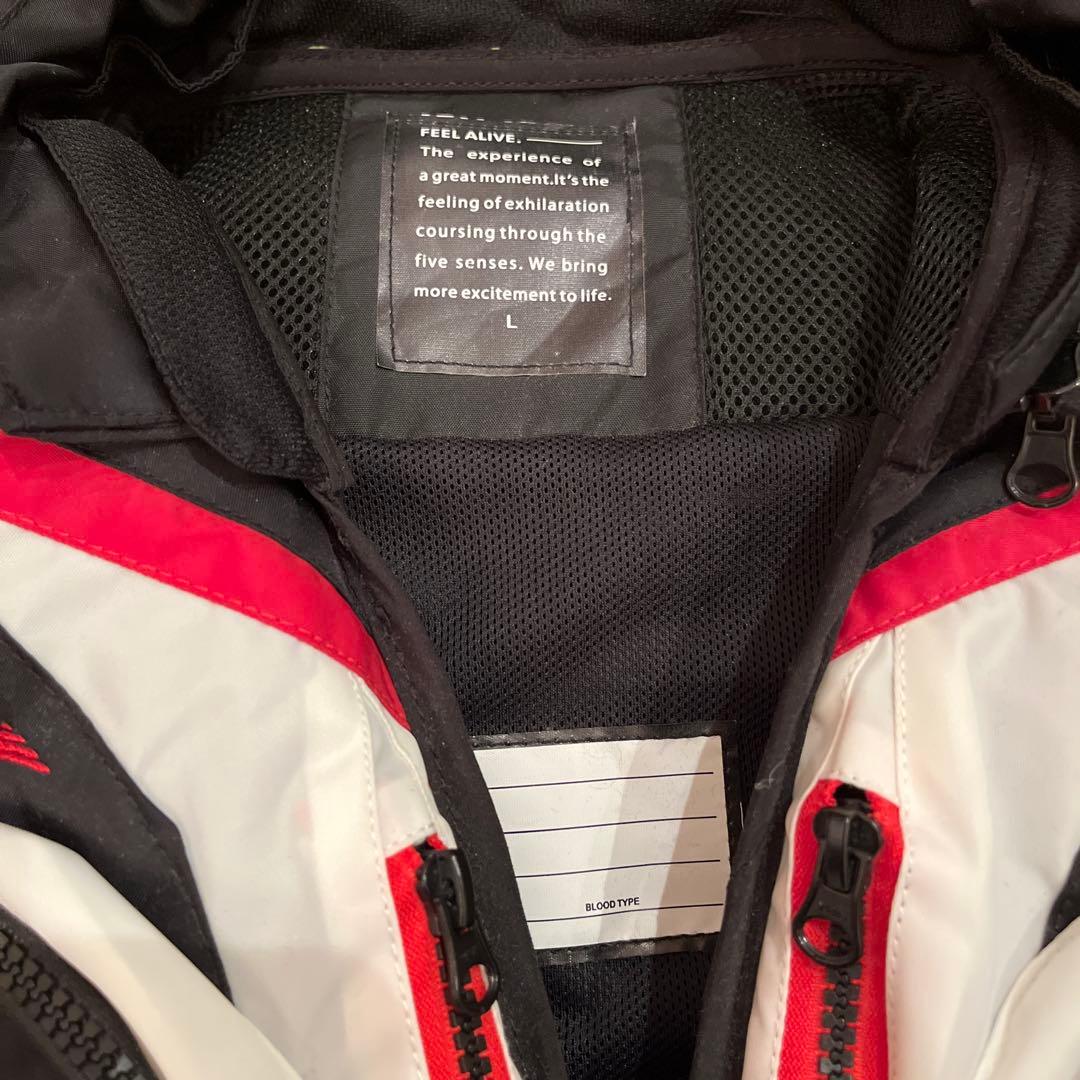 FEEL ALIVE.
The experience of
a great moment.It's the
feeling of exhilaration
coursing through the
five senses. We bring
more excitement to life.
L
BLOOD TYPE